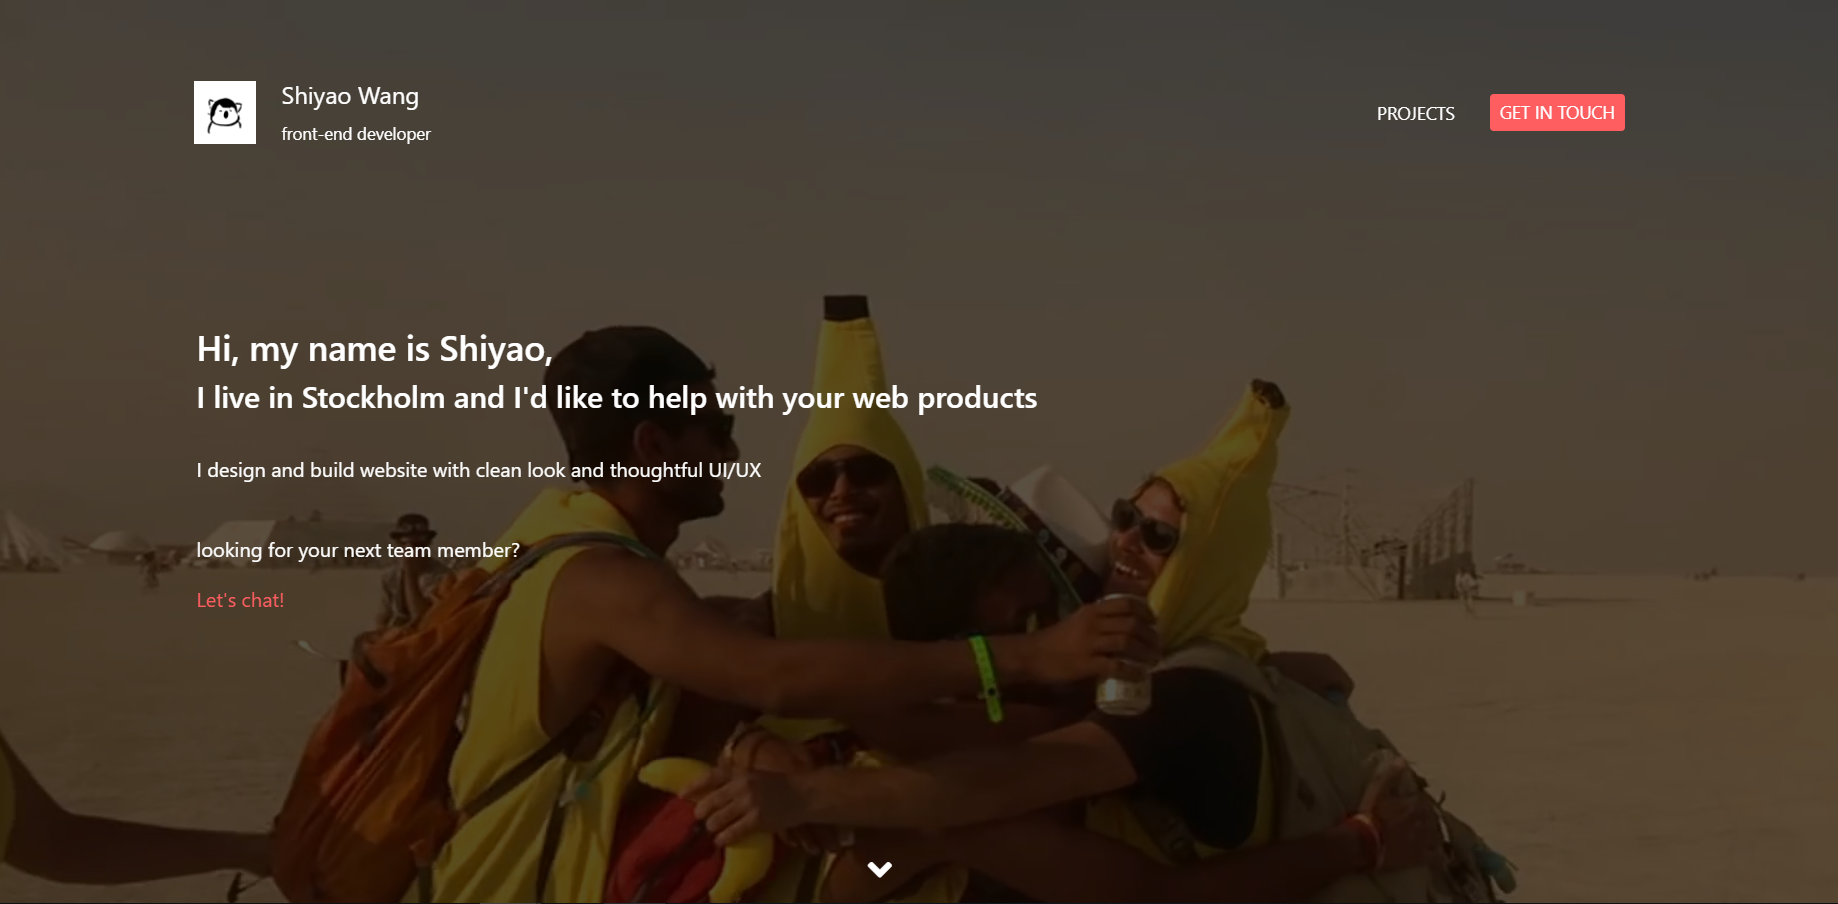 Shiyao Wang
front-end developer
PROJECTS
GET IN TOUCH
Hi, my name is Shiyao,
I live in Stockholm and I'd like to help with your web products
I design and build website with clean look and thoughtful UI/UX
looking for your next team member?
Let's chat!